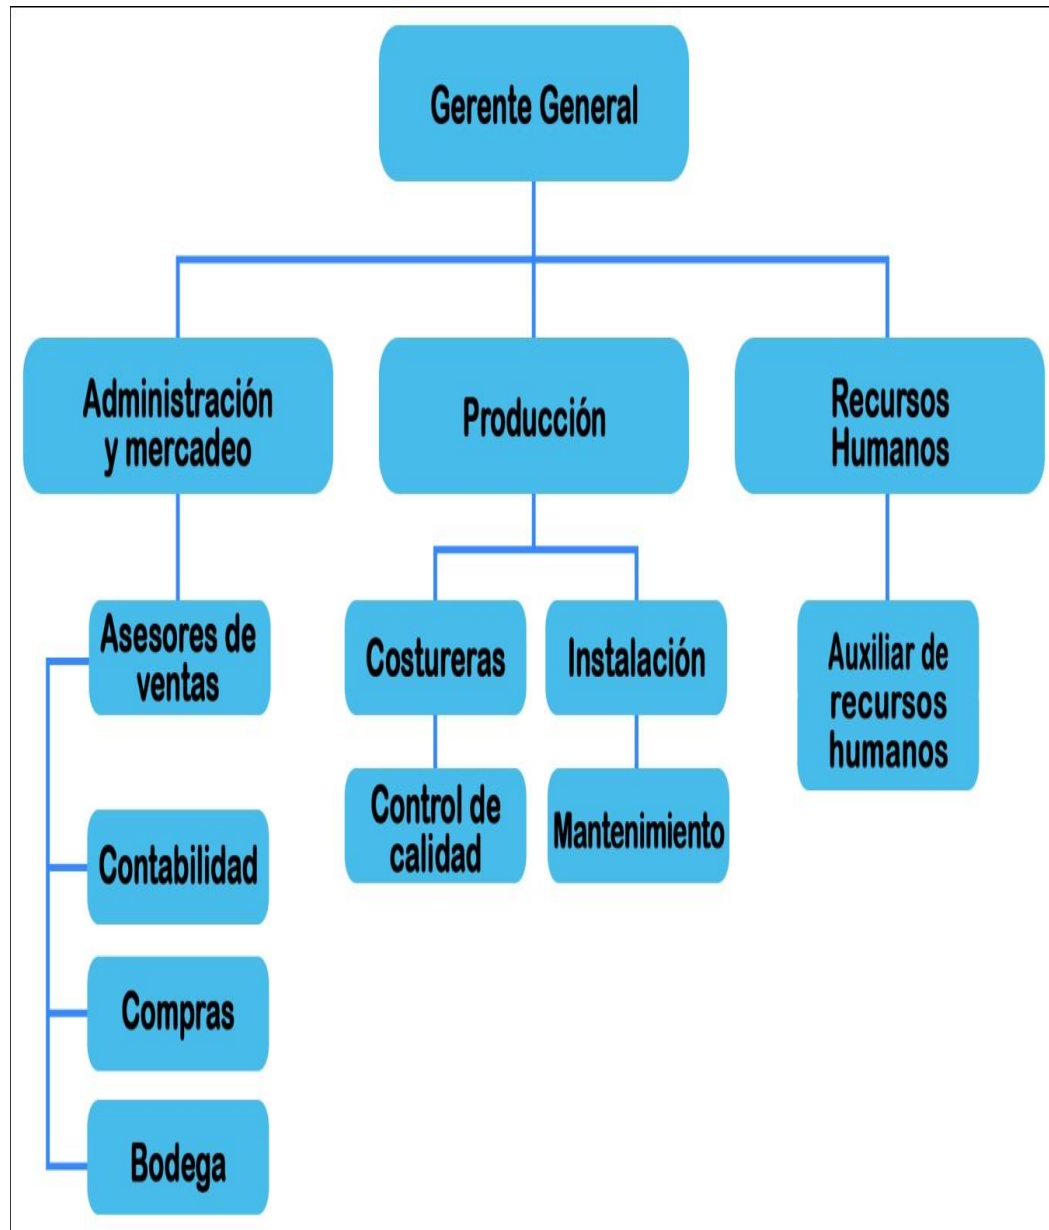 Gerente General
Administración
y mercadeo
Producción
Recursos
Humanos
Asesores de
ventas
Costureras
Instalación
Auxiliar de
recursos
humanos
Control de
calidad
Mantenimiento
Contabilidad
Compras
Bodega